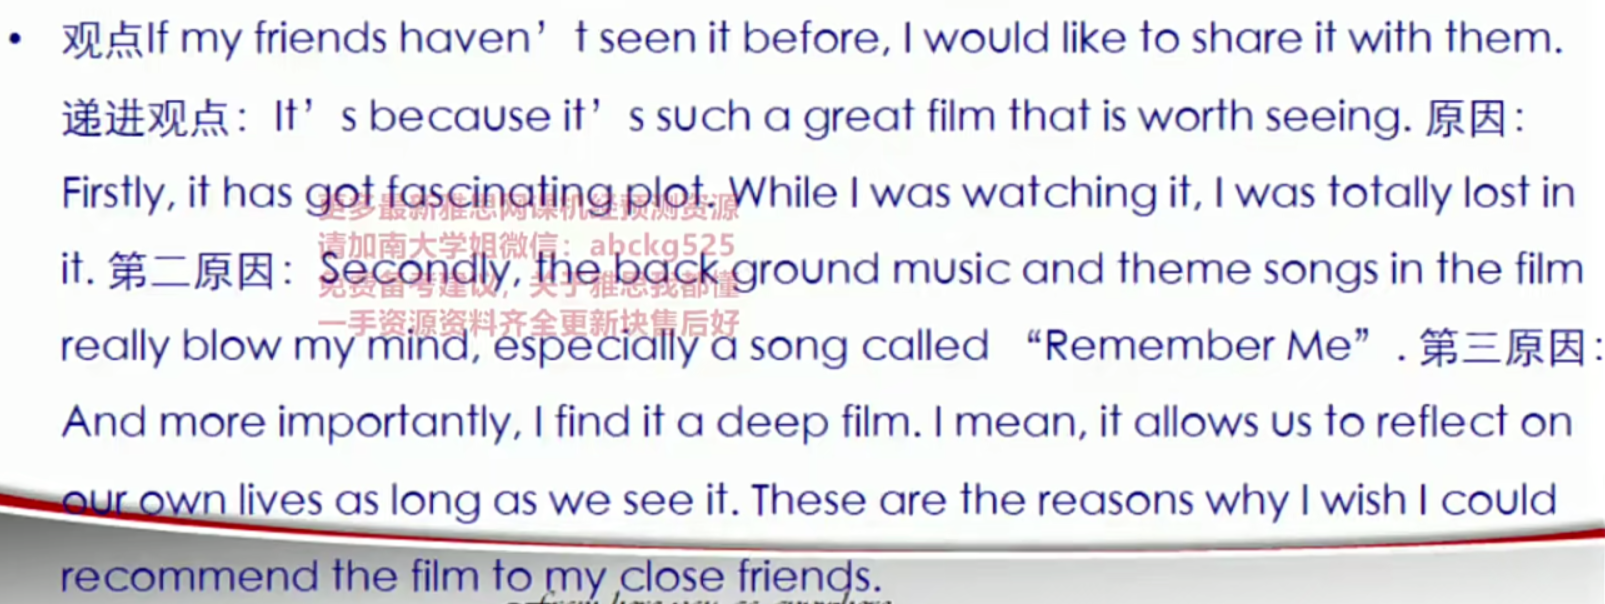 • 观点If my friends haven’t seen it before, I would like to share it with them.
递进观点：It’s because it’s such a great film that is worth seeing. 原因：
Firstly, it has got fascinating plot. While I was watching it, I was totally lost in
更多最新雅思网课机经预测资源
请加南大学姐微信：abckg525
it. 第二原因：Secondly, the back ground music and theme songs in the film
免费备考建议，关于雅思我都懂
一手资源资料齐全更新快售后好
really blow my mind, especially a song called “Remember Me”. 第三原因：
And more importantly, I find it a deep film. I mean, it allows us to reflect on
our own lives as long as we see it. These are the reasons why I wish I could
recommend the film to my close friends.